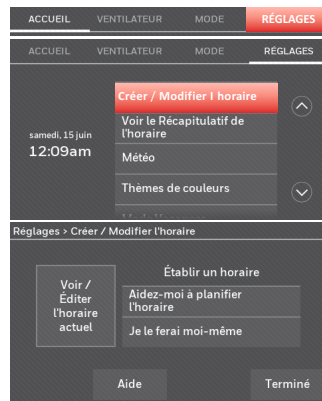 ACCUEIL VENTILATEUR MODE RÉGLAGES
ACCUEIL VENTILATEUR MODE RÉGLAGES
samedi, 15 juin
12:09am
Créer / Modifier l horaire
Voir le Récapitulatif de
l'horaire
Météo
Thèmes de couleurs
Réglages > Créer / Modifier l'horaire
Voir /
Éditer
l'horaire
actuel
Établir un horaire
Aidez-moi à planifier
l'horaire
Je le ferai moi-même
Aide Terminé